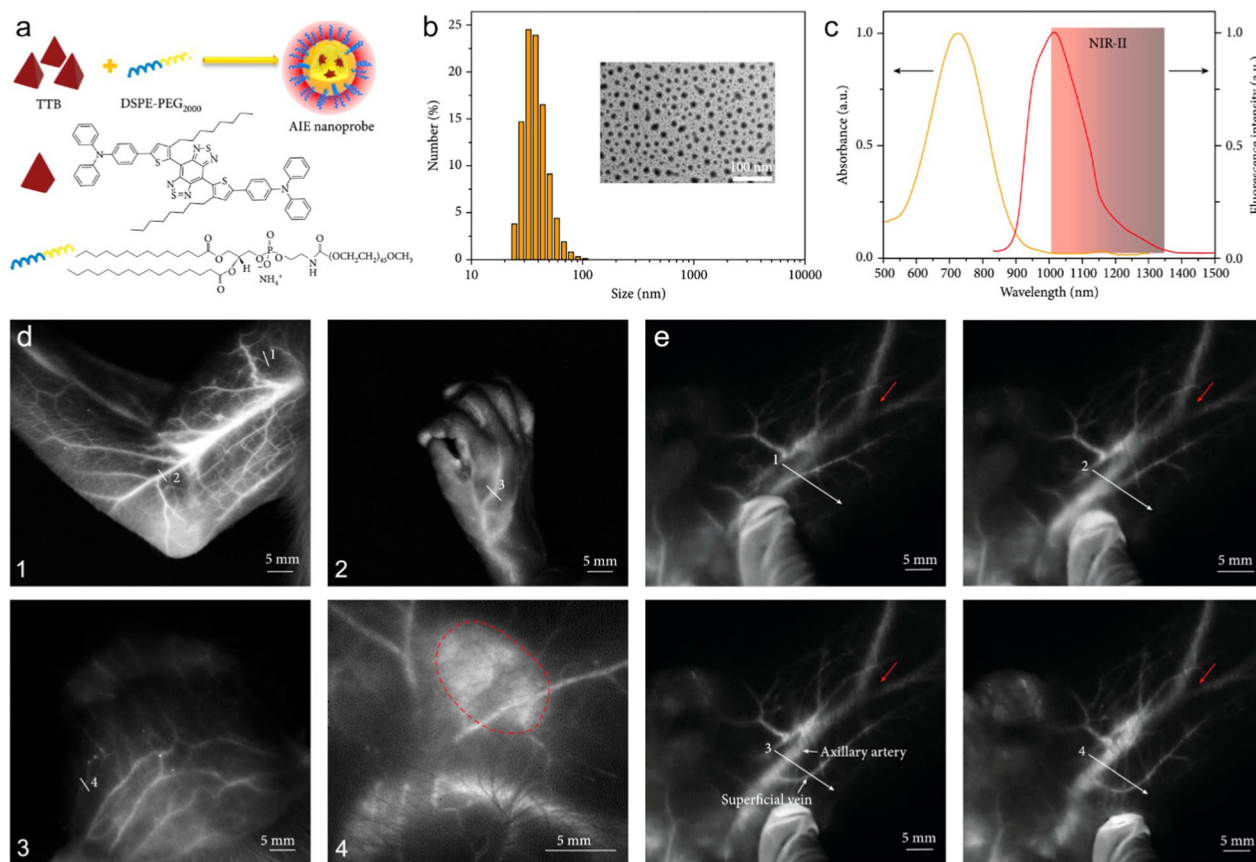 a
TTB
DSPE-PEG2000
AIE nanoprobe
N S N
N S N
S
S
N
N
O
O
O
O
O
P
O
O-
O
H
NH4+
N
H
O
(OCH2CH2)45OCH3
b
Number (%)
25
20
15
10
5
0
100 nm
10
100
1000
10000
Size (nm)
c
NIR-II
Absorbance (a.u.)
1.0
0.5
0.0
Fluorescence intensity (a.u.)
1.0
0.5
0.0
500 600 700 800 900 1000 1100 1200 1300 1400 1500
Wavelength (nm)
d
1
2
5 mm
1
3
5 mm
2
4
5 mm
3
5 mm
4
e
1
5 mm
2
5 mm
3
Axillary artery
Superficial vein
5 mm
4
5 mm